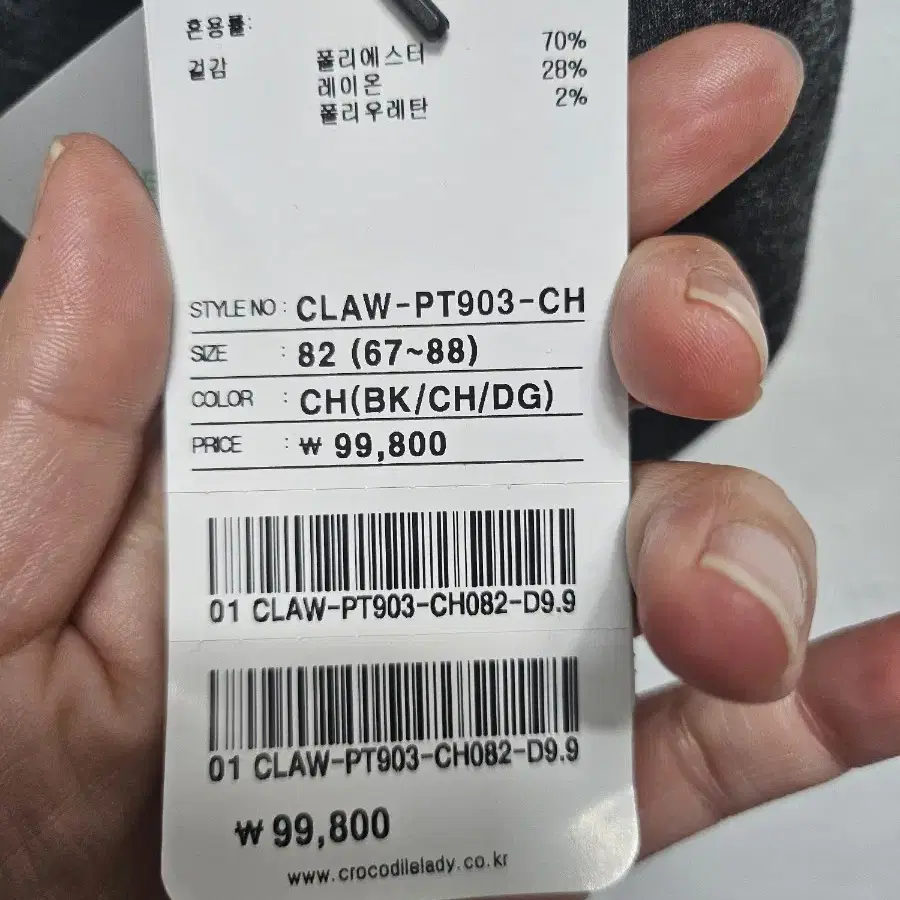 혼용률:
겉감 폴리에스터 70%
레이온 28%
폴리우레탄 2%
STYLE NO : CLAW-PT903-CH
SIZE : 82 (67~88)
COLOR : CH(BK/CH/DG)
PRICE : ₩ 99,800
01 CLAW-PT903-CH082-D9.9
01 CLAW-PT903-CH082-D9.9
₩ 99,800
www.crocodilelady.co.kr